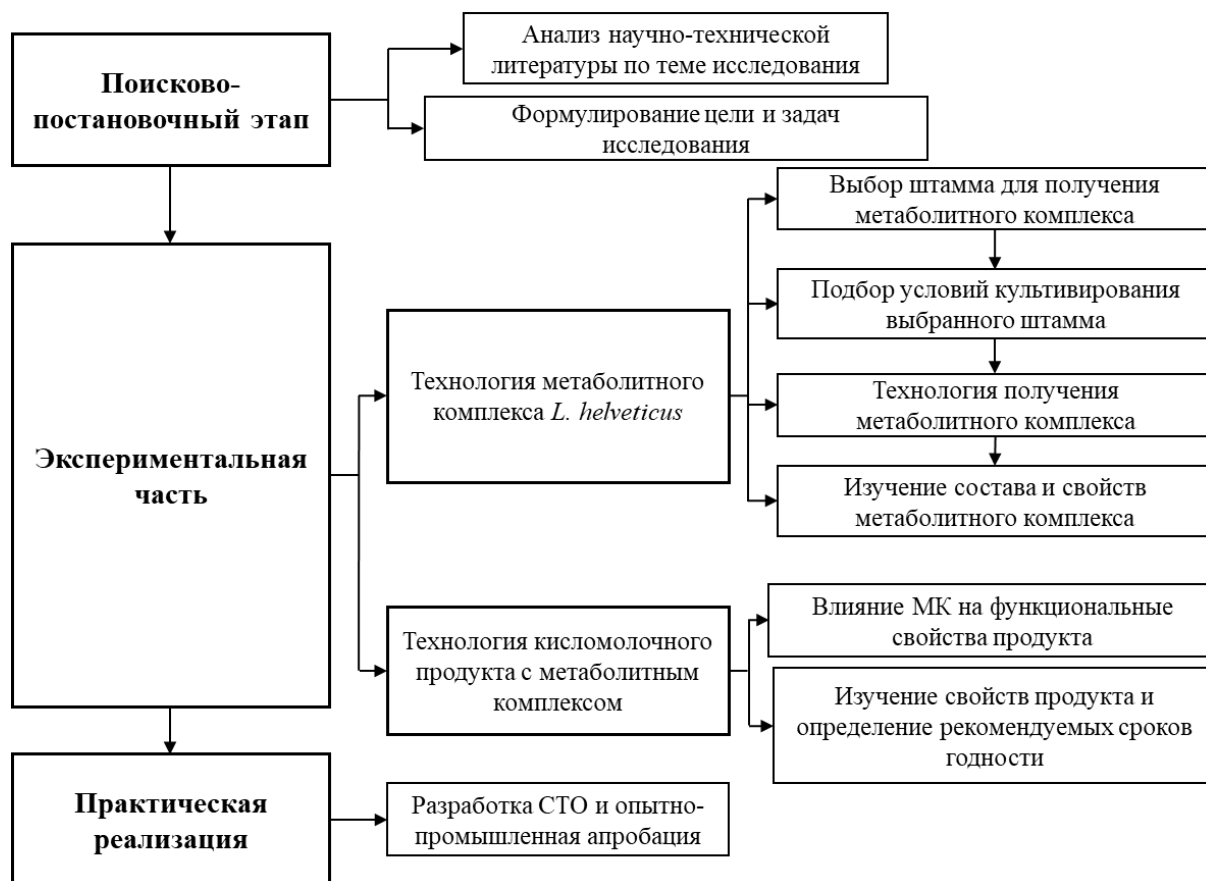 Поисково-
постановочный этап
Анализ научно-технической
литературы по теме исследования
Формулирование цели и задач
исследования
Экспериментальная
часть
Технология метаболитного
комплекса L. helveticus
Выбор штамма для получения
метаболитного комплекса
Подбор условий культивирования
выбранного штамма
Технология получения
метаболитного комплекса
Изучение состава и свойств
метаболитного комплекса
Технология кисломолочного
продукта с метаболитным
комплексом
Влияние МК на функциональные
свойства продукта
Изучение свойств продукта и
определение рекомендуемых сроков
годности
Практическая
реализация
Разработка СТО и опытно-
промышленная апробация